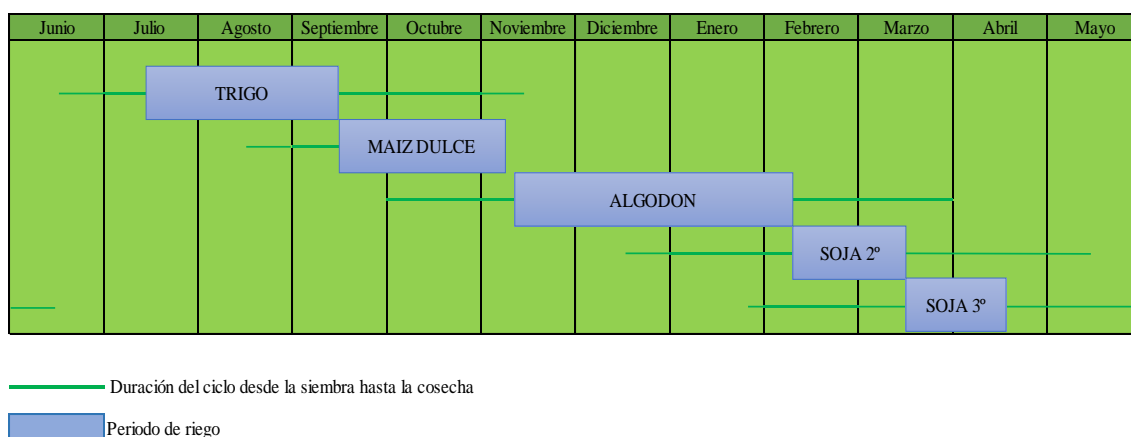 Junio Julio Agosto Septiembre Octubre Noviembre Diciembre Enero Febrero Marzo Abril Mayo
TRIGO
MAIZ DULCE
ALGODON
SOJA 2º
SOJA 3º
Duración del ciclo desde la siembra hasta la cosecha
Periodo de riego